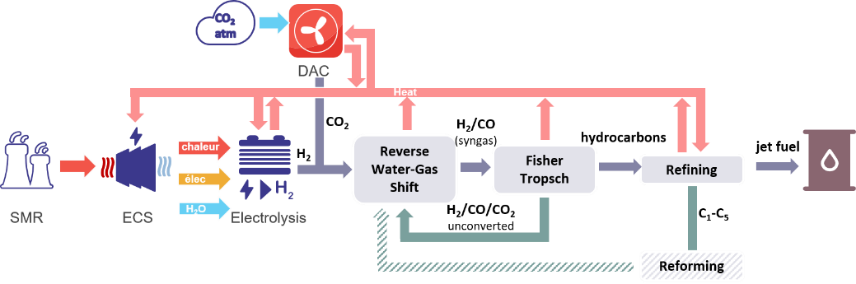 CO₂
atm
DAC
Heat
CO₂
H₂/CO
(syngas)
hydrocarbons
jet fuel
chaleur
élec
H₂O
H₂
H₂
Reverse
Water-Gas
Shift
Fisher
Tropsch
Refining
SMR
ECS
Electrolysis
H₂/CO/CO₂
unconverted
C₁-C₅
Reforming